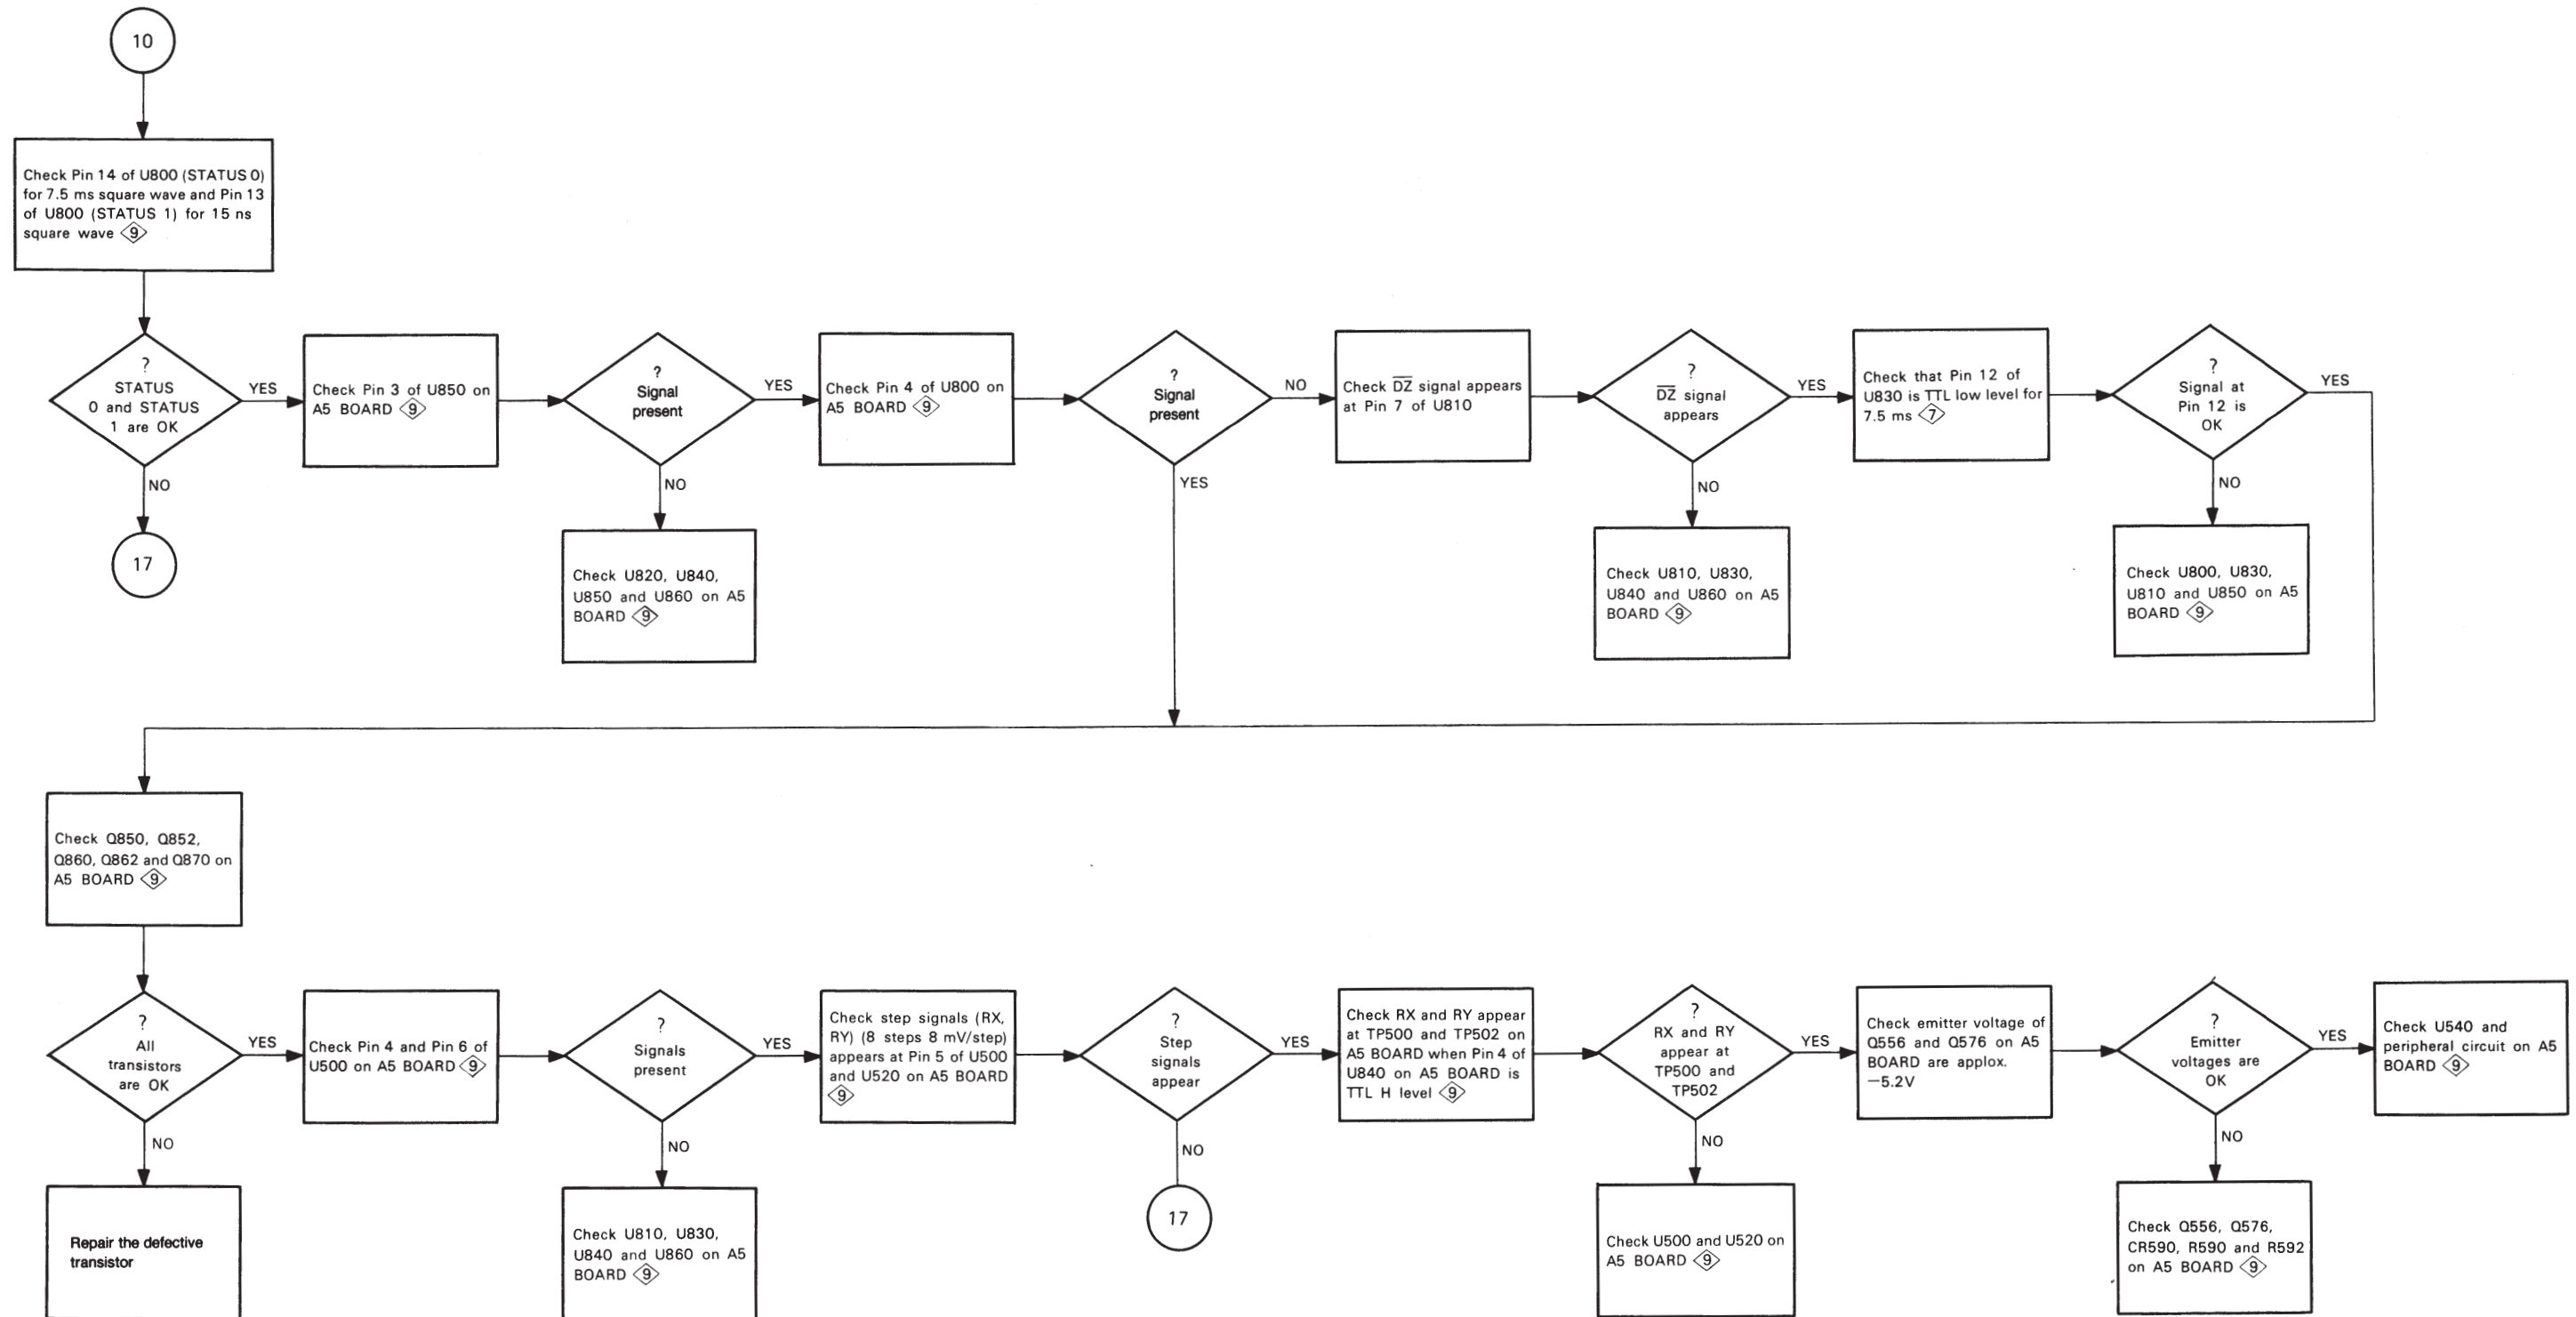 10
Check Pin 14 of U800 (STATUS 0)
for 7.5 ms square wave and Pin 13
of U800 (STATUS 1) for 15 ns
square wave 9
?
STATUS
0 and STATUS
1 are OK
YES
NO
17
Check Pin 3 of U850 on
A5 BOARD 9
?
Signal
present
YES
NO
Check U820, U840,
U850 and U860 on A5
BOARD 9
Check Pin 4 of U800 on
A5 BOARD 9
?
Signal
present
NO
YES
Check D̅Z̅ signal appears
at Pin 7 of U810
?
D̅Z̅ signal
appears
YES
NO
Check U810, U830,
U840 and U860 on A5
BOARD 9
Check that Pin 12 of
U830 is TTL low level for
7.5 ms 7
?
Signal at
Pin 12 is
OK
YES
NO
Check U800, U830,
U810 and U850 on A5
BOARD 9
Check Q850, Q852,
Q860, Q862 and Q870 on
A5 BOARD 9
?
All
transistors
are OK
YES
NO
Repair the defective
transistor
Check Pin 4 and Pin 6 of
U500 on A5 BOARD 9
?
Signals
present
YES
NO
Check U810, U830,
U840 and U860 on A5
BOARD 9
Check step signals (RX,
RY) (8 steps 8 mV/step)
appears at Pin 5 of U500
and U520 on A5 BOARD
9
?
Step
signals
appear
YES
NO
17
Check RX and RY appear
at TP500 and TP502 on
A5 BOARD when Pin 4 of
U840 on A5 BOARD is
TTL H level 9
?
RX and RY
appear at
TP500 and
TP502
YES
NO
Check U500 and U520 on
A5 BOARD 9
Check emitter voltage of
Q556 and Q576 on A5
BOARD are applox.
−5.2V
?
Emitter
voltages are
OK
YES
NO
Check Q556, Q576,
CR590, R590 and R592
on A5 BOARD 9
Check U540 and
peripheral circuit on A5
BOARD 9